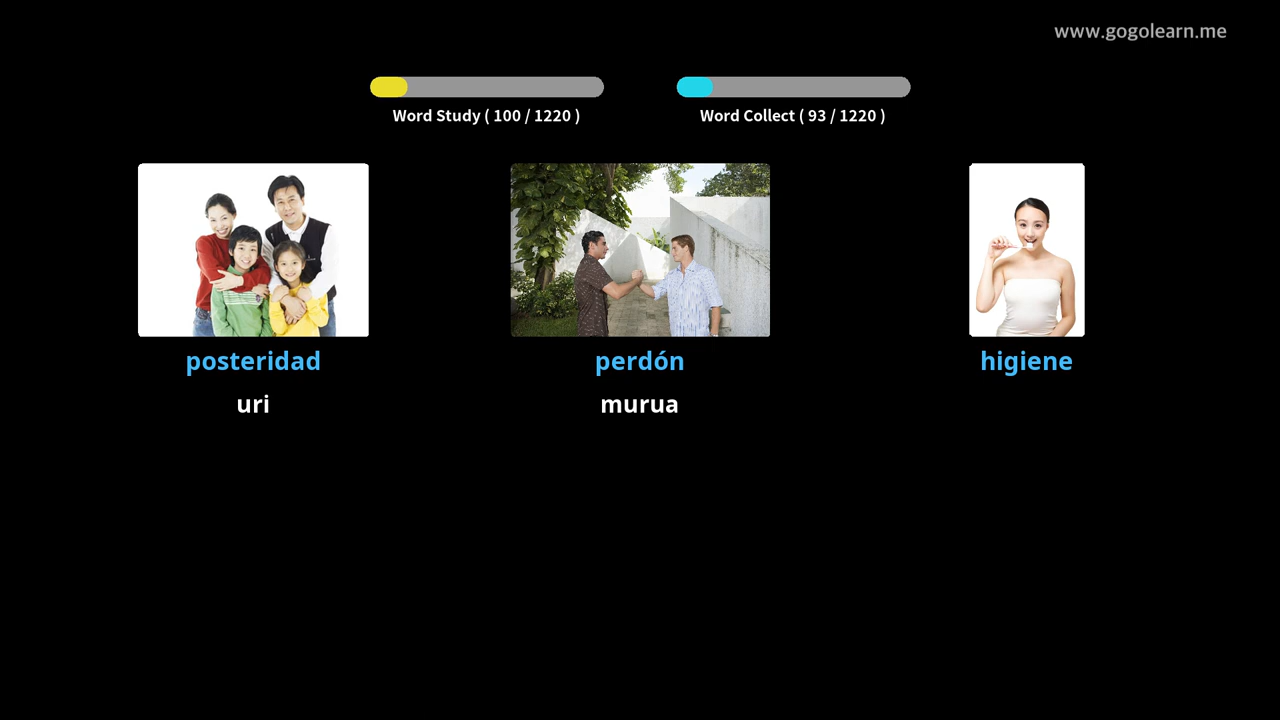 www.gogolearn.me
Word Study ( 100 / 1220 )
Word Collect ( 93 / 1220 )
posteridad
perdón
higiene
uri
murua